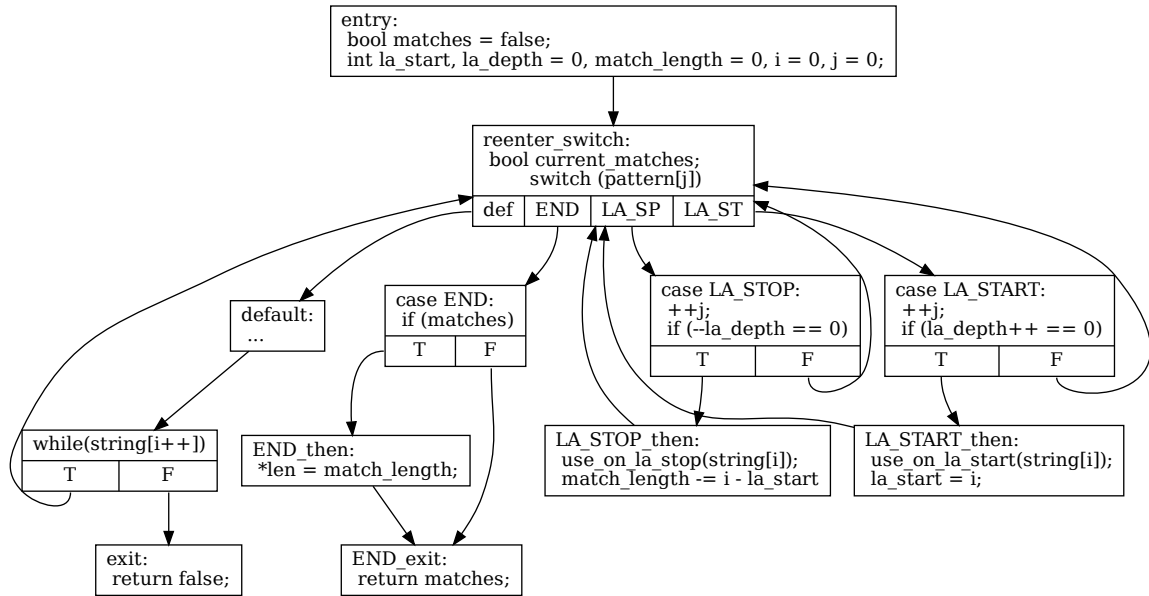 entry:
bool matches = false;
int la_start, la_depth = 0, match_length = 0, i = 0, j = 0;
reenter_switch:
bool current_matches;
switch (pattern[j])
def
END
LA_SP
LA_ST
default:
...
case END:
if (matches)
T
F
case LA_STOP:
++j;
if (--la_depth == 0)
T
F
case LA_START:
++j;
if (la_depth++ == 0)
T
F
while(string[i++])
T
F
END_then:
*len = match_length;
LA_STOP_then:
use_on_la_stop(string[i]);
match_length -= i - la_start
LA_START_then:
use_on_la_start(string[i]);
la_start = i;
exit:
return false;
END_exit:
return matches;